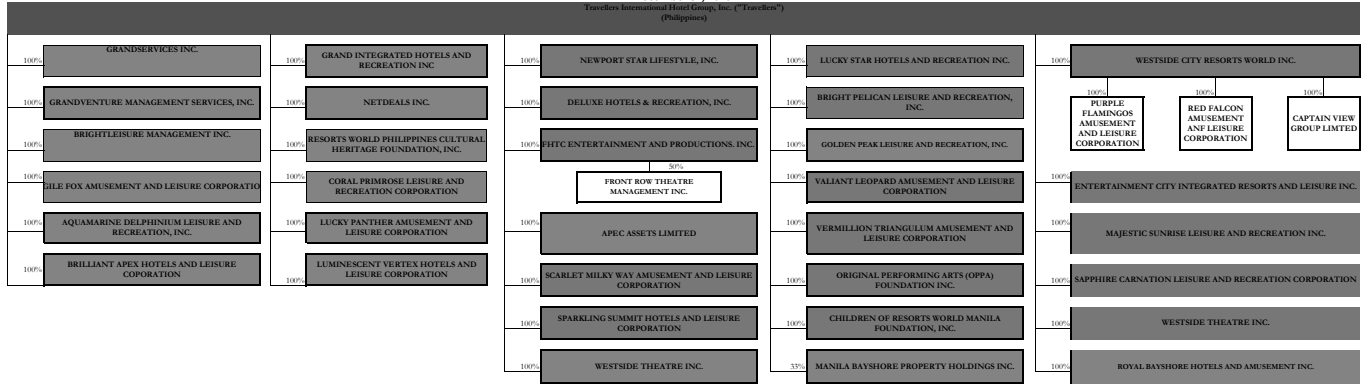 Travellers International Hotel Group, Inc. ("Travellers")
(Philippines)
100%
GRANDSERVICES INC.
100%
GRANDVENTURE MANAGEMENT SERVICES, INC.
100%
BRIGHTLEISURE MANAGEMENT INC.
100%
GILE FOX AMUSEMENT AND LEISURE CORPORATIO
100%
AQUAMARINE DELPHINIUM LEISURE AND
RECREATION, INC.
100%
BRILLIANT APEX HOTELS AND LEISURE
COPORATION
100%
GRAND INTEGRATED HOTELS AND
RECREATION INC
100%
NETDEALS INC.
100%
RESORTS WORLD PHILIPPINES CULTURAL
HERITAGE FOUNDATION, INC.
100%
CORAL PRIMROSE LEISURE AND
RECREATION CORPORATION
100%
LUCKY PANTHER AMUSEMENT AND
LEISURE CORPORATION
100%
LUMINESCENT VERTEX HOTELS AND
LEISURE CORPORATION
100%
NEWPORT STAR LIFESTYLE, INC.
100%
DELUXE HOTELS & RECREATION, INC.
100%
FHTC ENTERTAINMENT AND PRODUCTIONS. INC.
50%
FRONT ROW THEATRE
MANAGEMENT INC.
100%
APEC ASSETS LIMITED
100%
SCARLET MILKY WAY AMUSEMENT AND LEISURE
CORPORATION
100%
SPARKLING SUMMIT HOTELS AND LEISURE
CORPORATION
100%
WESTSIDE THEATRE INC.
100%
LUCKY STAR HOTELS AND RECREATION INC.
100%
BRIGHT PELICAN LEISURE AND RECREATION,
INC.
100%
GOLDEN PEAK LEISURE AND RECREATION, INC.
100%
VALIANT LEOPARD AMUSEMENT AND LEISURE
CORPORATION
100%
VERMILLION TRIANGULUM AMUSEMENT AND
LEISURE CORPORATION
100%
ORIGINAL PERFORMING ARTS (OPPA)
FOUNDATION INC.
100%
CHILDREN OF RESORTS WORLD MANILA
FOUNDATION, INC.
33%
MANILA BAYSHORE PROPERTY HOLDINGS INC.
100%
WESTSIDE CITY RESORTS WORLD INC.
100%
PURPLE
FLAMINGOS
AMUSEMENT
AND LEISURE
CORPORATION
100%
RED FALCON
AMUSEMENT
ANF LEISURE
CORPORATION
100%
CAPTAIN VIEW
GROUP LIMTED
100%
ENTERTAINMENT CITY INTEGRATED RESORTS AND LEISURE INC.
100%
MAJESTIC SUNRISE LEISURE AND RECREATION INC.
100%
SAPPHIRE CARNATION LEISURE AND RECREATION CORPORATION
100%
WESTSIDE THEATRE INC.
100%
ROYAL BAYSHORE HOTELS AND AMUSEMENT INC.